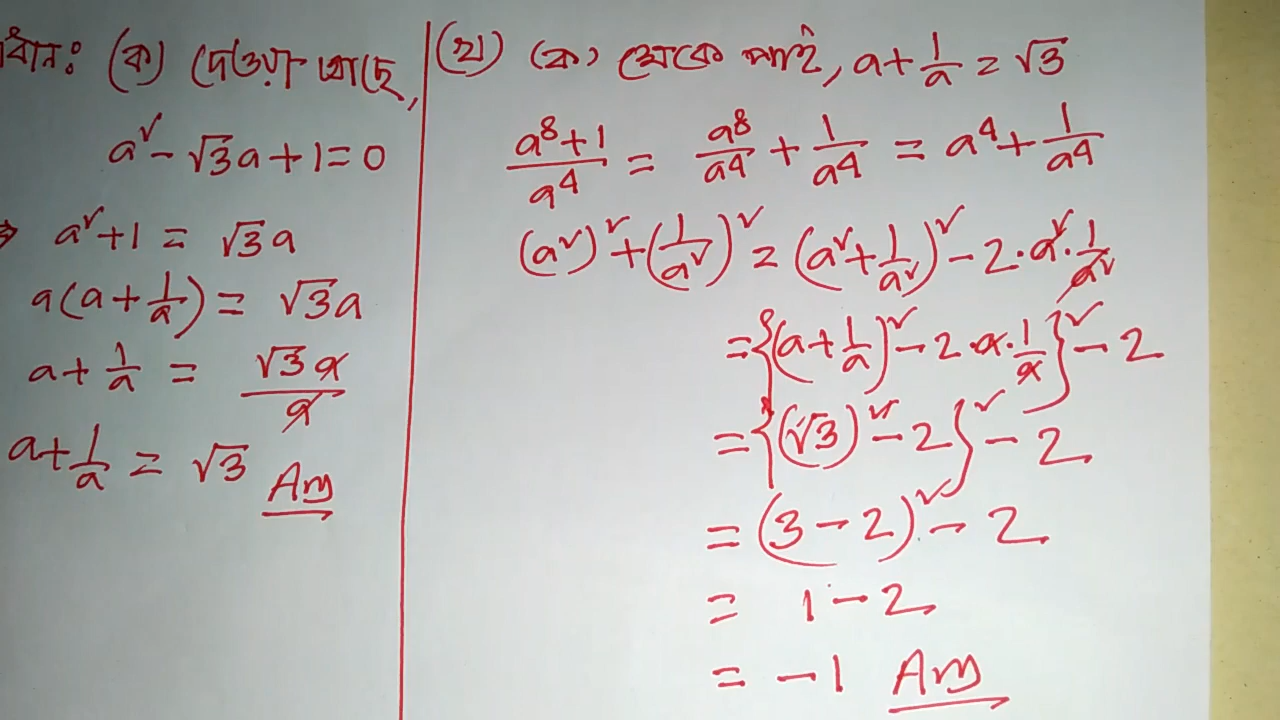 ধান: (ক) দেওয়া আছে,
a² - √3a + 1 = 0
⇒ a² + 1 = √3a
a(a + 1/a) = √3a
a + 1/a = √3a/a
a + 1/a = √3 Ans
(খ) (ক) থেকে পাই, a + 1/a = √3
(a⁸+1)/a⁴ = a⁸/a⁴ + 1/a⁴ = a⁴ + 1/a⁴
(a²)² + (1/a²)² = (a² + 1/a²)² - 2·a²·1/a²
= {(a + 1/a)² - 2·a·1/a}² - 2
= {(√3)² - 2}² - 2
= (3 - 2)² - 2
= 1 - 2
= -1 Ans